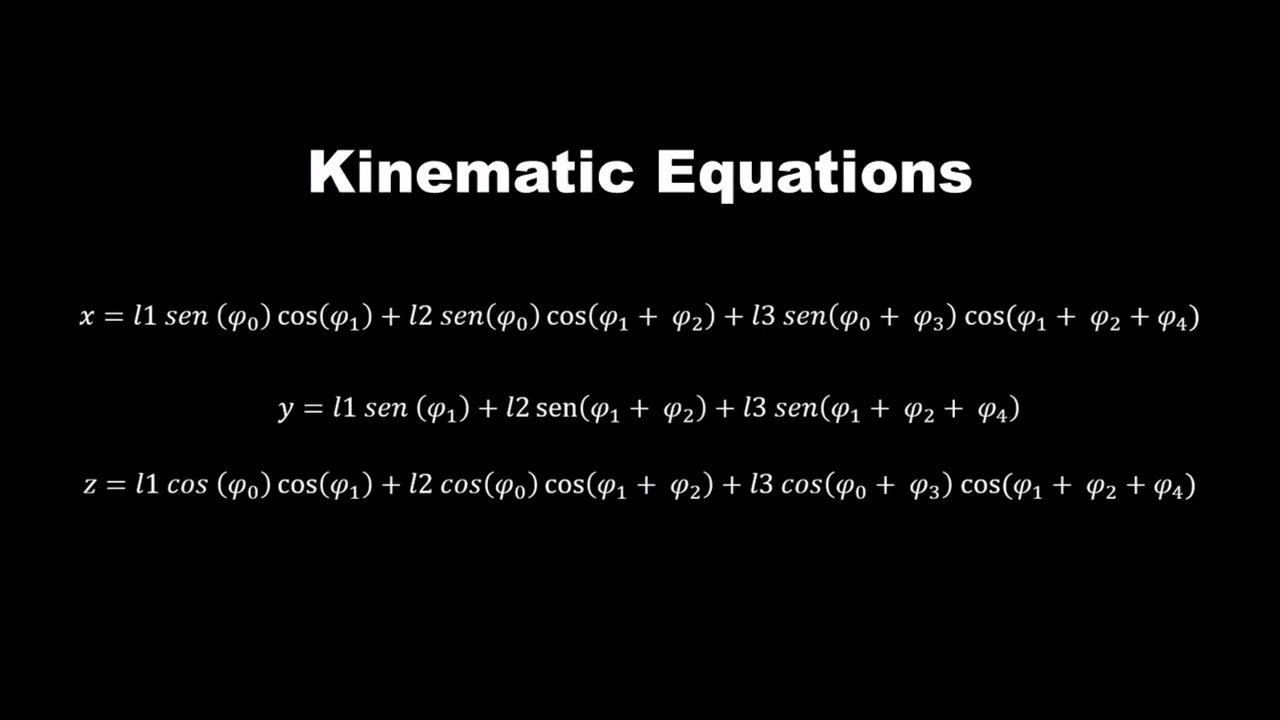 Kinematic Equations
x = l1 sen (φ₀) cos(φ₁) + l2 sen(φ₀) cos(φ₁ + φ₂) + l3 sen(φ₀ + φ₃) cos(φ₁ + φ₂ + φ₄)
y = l1 sen (φ₁) + l2 sen(φ₁ + φ₂) + l3 sen(φ₁ + φ₂ + φ₄)
z = l1 cos (φ₀) cos(φ₁) + l2 cos(φ₀) cos(φ₁ + φ₂) + l3 cos(φ₀ + φ₃) cos(φ₁ + φ₂ + φ₄)